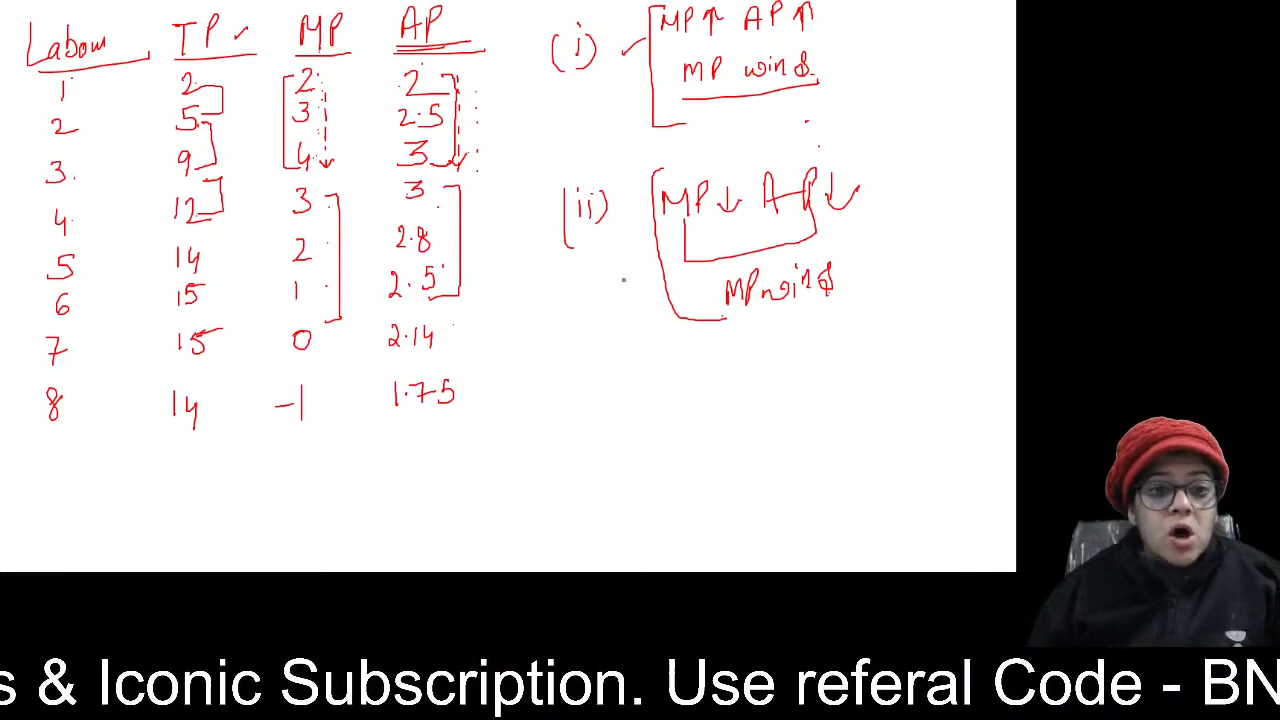 Labour TP MP AP
1 2 2 2
2 5 3 2.5
3 9 4 3
4 12 3 3
5 14 2 2.8
6 15 1 2.5
7 15 0 2.14
8 14 -1 1.75
(i) MP↑ AP↑
MP wins
(ii) MP↓ AP↓
MP wins
s & Iconic Subscription. Use referal Code - BN